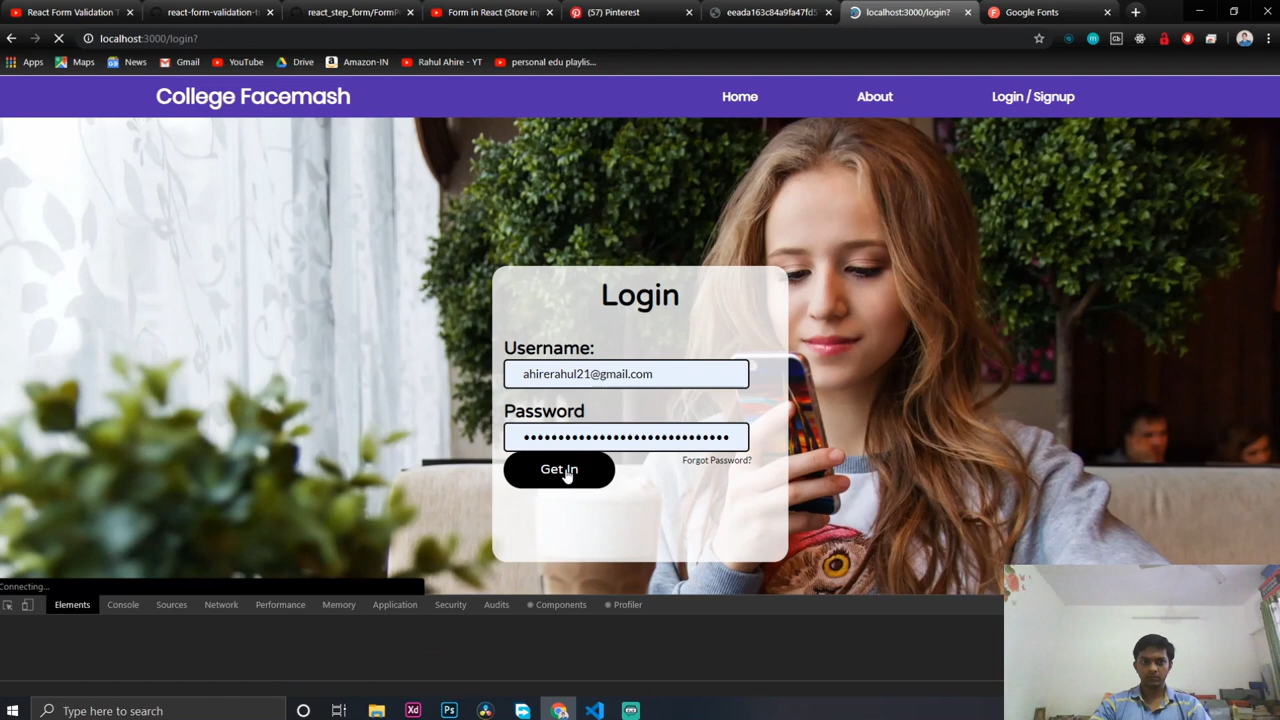 React Form Validation T
react-form-validation-t
react_step_form/FormP
Form in React (Store in
(57) Pinterest
eeada163c84a9fa47fd5
localhost:3000/login?
Google Fonts
localhost:3000/login?
Apps
Maps
News
Gmail
YouTube
Drive
Amazon-IN
Rahul Ahire - YT
personal edu playlis...
College Facemash
Home
About
Login / Signup
Login
Username:
ahirerahul21@gmail.com
Password
Forgot Password?
Get In
Connecting...
Elements
Console
Sources
Network
Performance
Memory
Application
Security
Audits
Components
Profiler
Type here to search